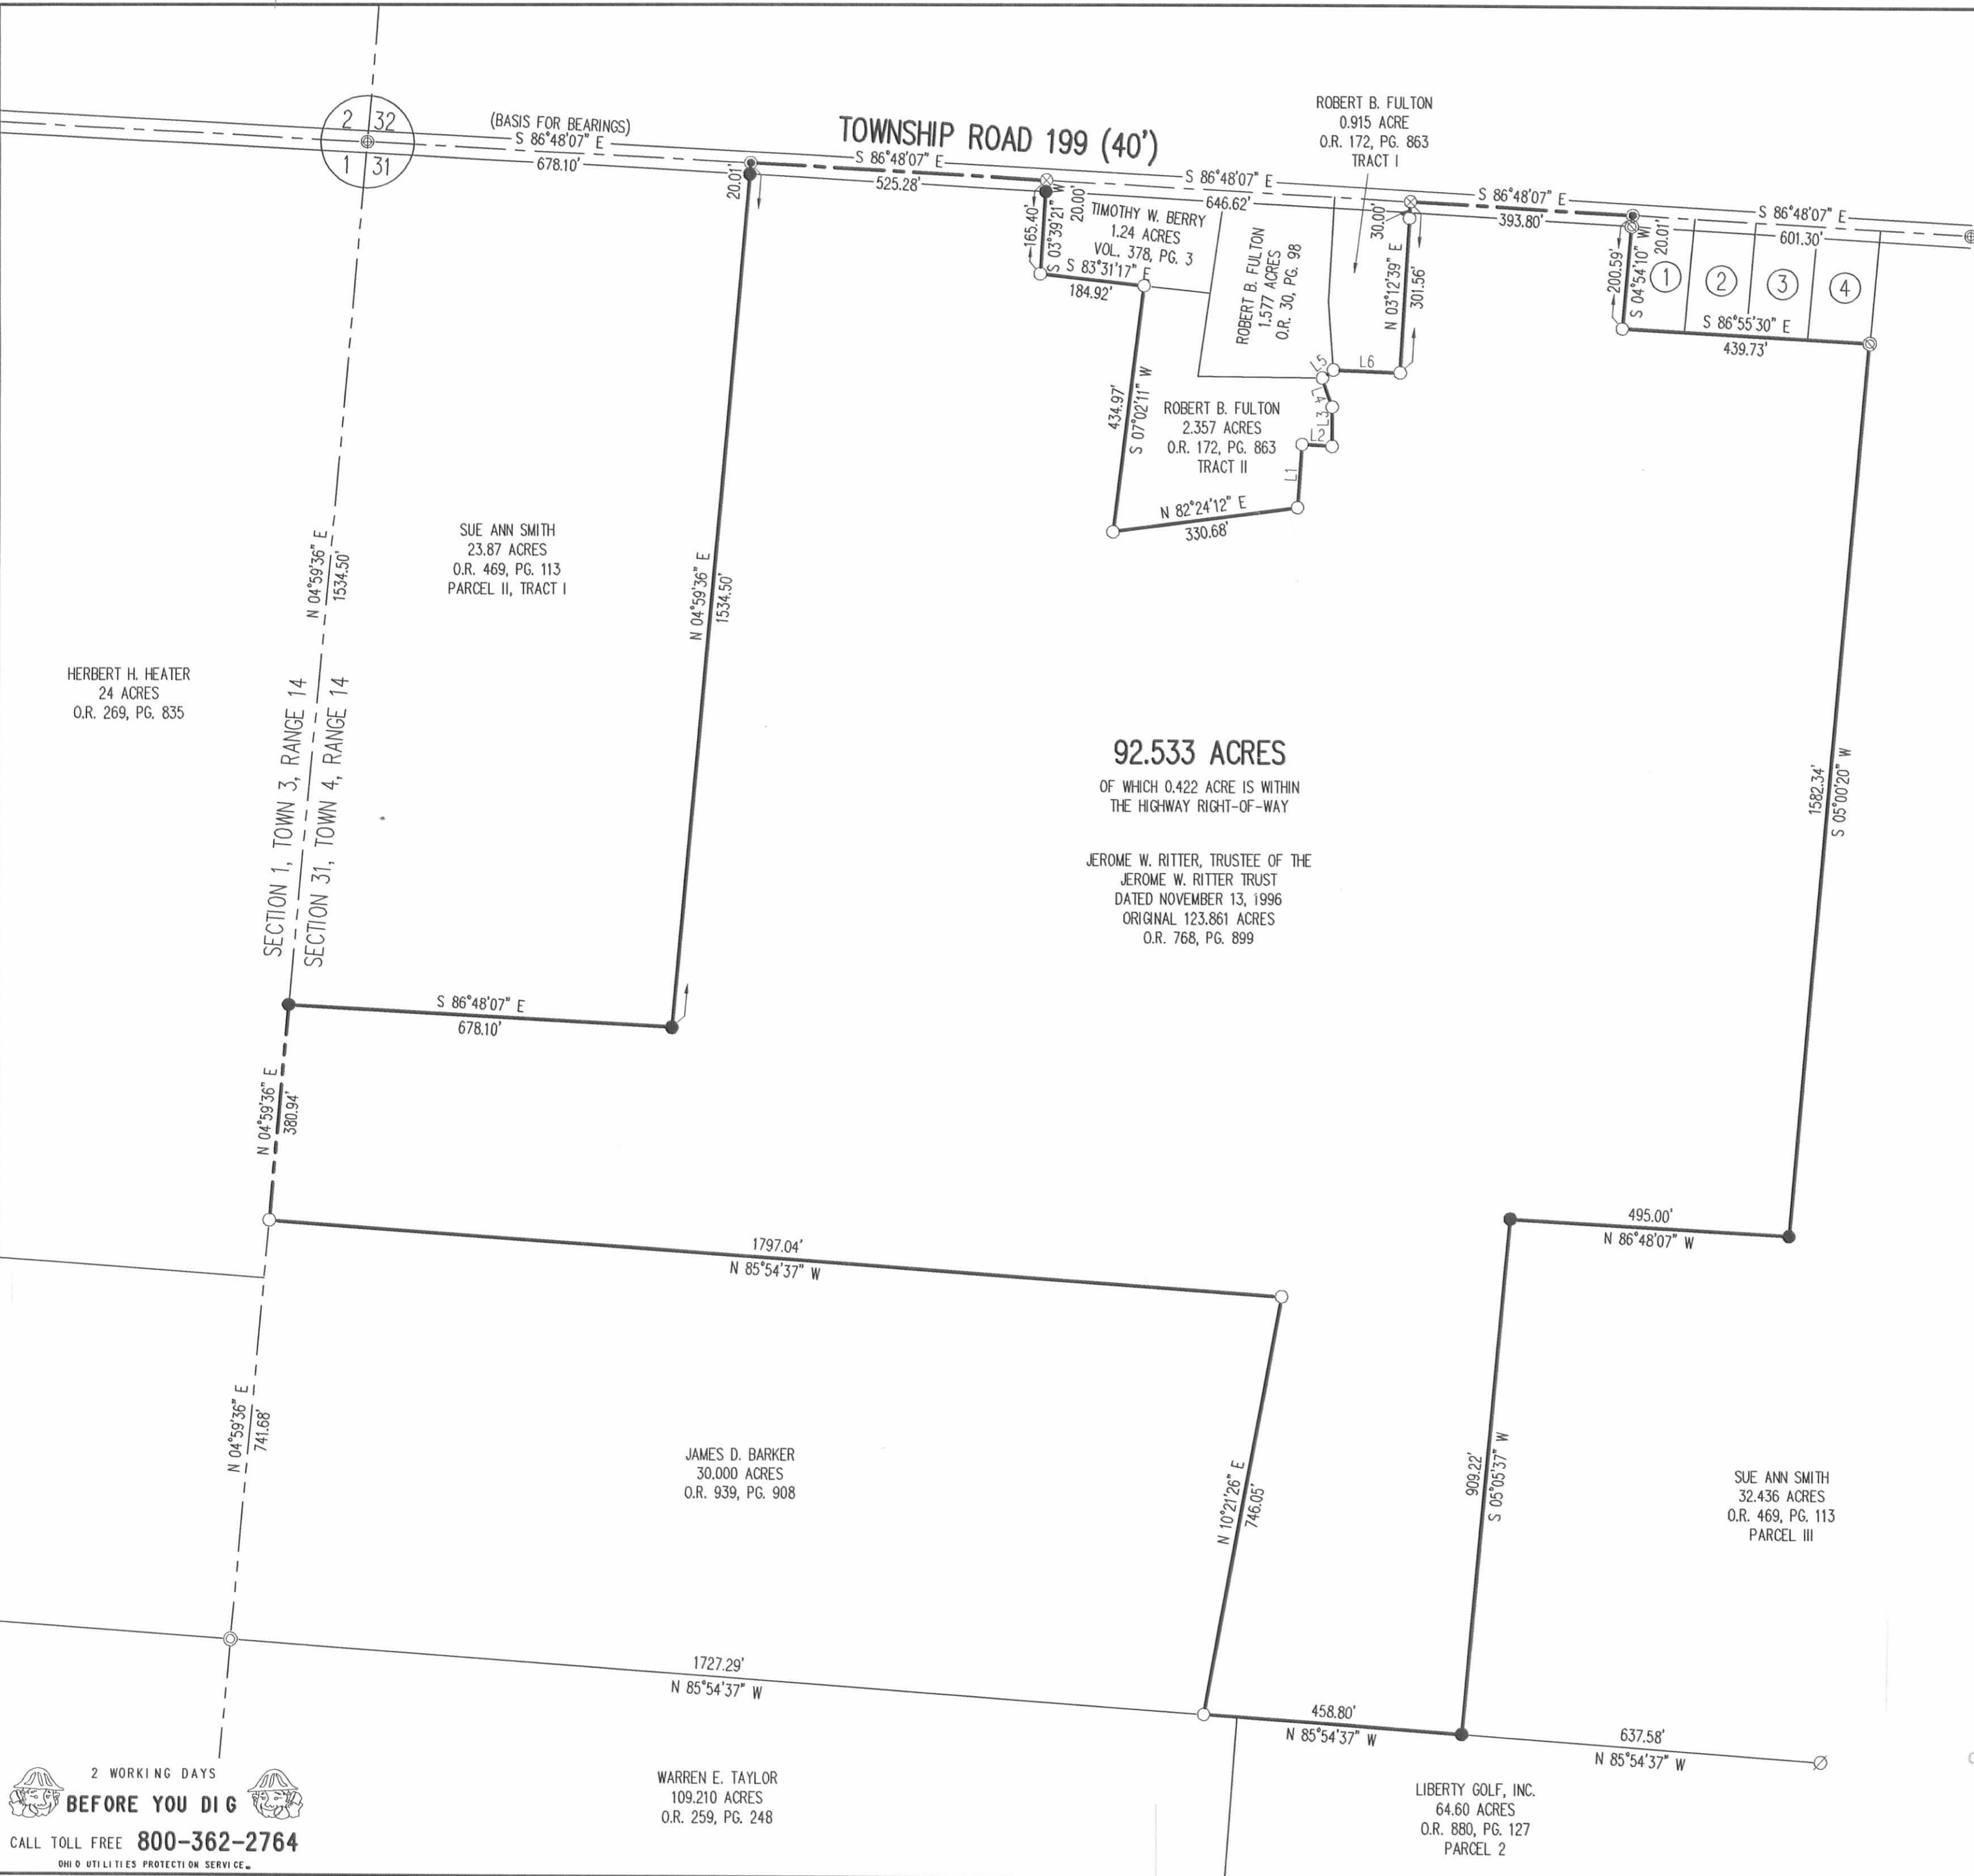 2 32
1 31
(BASIS FOR BEARINGS)
S 86°48'07" E
678.10'
TOWNSHIP ROAD 199 (40')
S 86°48'07" E
525.28'
S 86°48'07" E
646.62'
S 86°48'07" E
393.80'
S 86°48'07" E
601.30'
ROBERT B. FULTON
0.915 ACRE
O.R. 172, PG. 863
TRACT I
20.01'
165.40'
S 03°39'21" W
20.00'
TIMOTHY W. BERRY
1.24 ACRES
VOL. 378, PG. 3
S 83°31'17" E
184.92'
ROBERT B. FULTON
1.577 ACRES
O.R. 30, PG. 98
30.00'
N 03°12'39" E
301.56'
200.59'
S 04°54'10" W
20.01'
1
2
3
4
S 86°55'30" E
439.73'
L5
L6
L4
L3
L2
L1
434.97'
S 07°02'11" W
ROBERT B. FULTON
2.357 ACRES
O.R. 172, PG. 863
TRACT II
N 82°24'12" E
330.68'
N 04°59'36" E
1534.50'
SUE ANN SMITH
23.87 ACRES
O.R. 469, PG. 113
PARCEL II, TRACT I
N 04°59'36" E
1534.50'
HERBERT H. HEATER
24 ACRES
O.R. 269, PG. 835
SECTION 1, TOWN 3, RANGE 14
SECTION 31, TOWN 4, RANGE 14
92.533 ACRES
OF WHICH 0.422 ACRE IS WITHIN
THE HIGHWAY RIGHT-OF-WAY
JEROME W. RITTER, TRUSTEE OF THE
JEROME W. RITTER TRUST
DATED NOVEMBER 13, 1996
ORIGINAL 123.861 ACRES
O.R. 768, PG. 899
1582.34'
S 05°00'20" W
S 86°48'07" E
678.10'
N 04°59'36" E
380.94'
495.00'
N 86°48'07" W
1797.04'
N 85°54'37" W
N 04°59'36" E
741.68'
JAMES D. BARKER
30.000 ACRES
O.R. 939, PG. 908
N 10°21'26" E
746.05'
909.22'
S 05°05'37" W
SUE ANN SMITH
32.436 ACRES
O.R. 469, PG. 113
PARCEL III
1727.29'
N 85°54'37" W
458.80'
N 85°54'37" W
637.58'
N 85°54'37" W
WARREN E. TAYLOR
109.210 ACRES
O.R. 259, PG. 248
LIBERTY GOLF, INC.
64.60 ACRES
O.R. 880, PG. 127
PARCEL 2
2 WORKING DAYS
BEFORE YOU DIG
CALL TOLL FREE 800-362-2764
OHIO UTILITIES PROTECTION SERVICE.